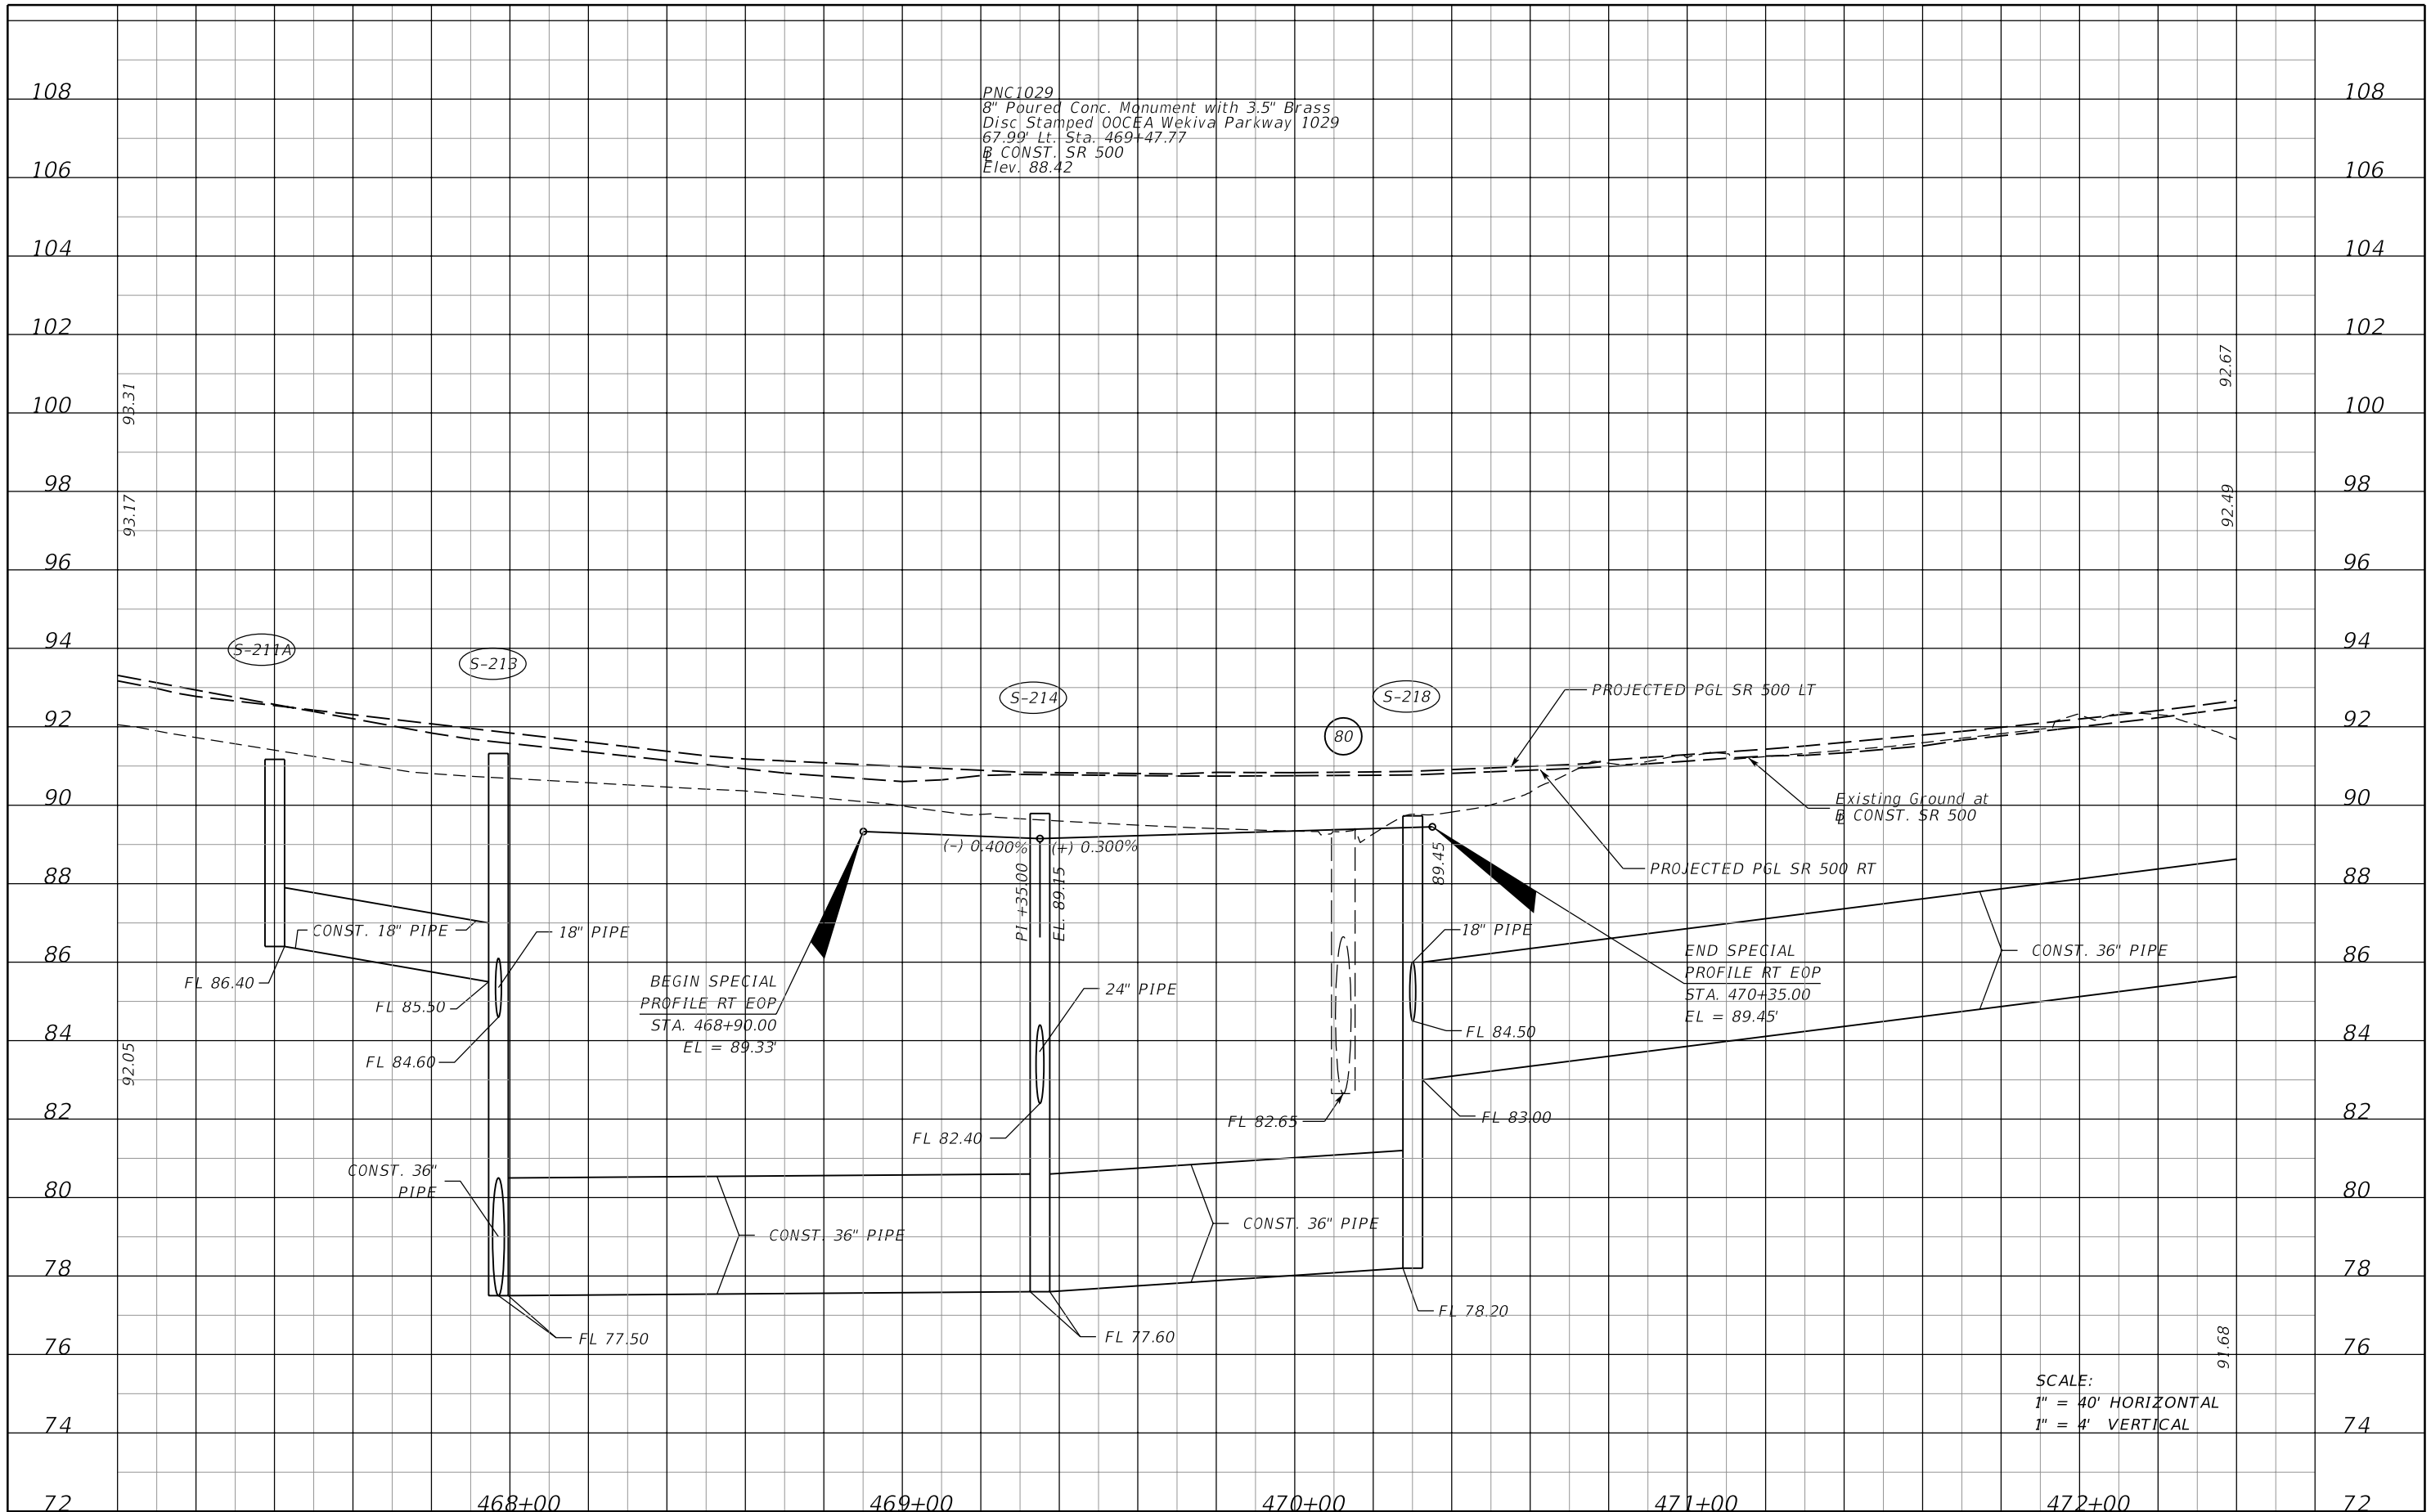 PNC1029
8" Poured Conc. Monument with 3.5" Brass
Disc Stamped OOCEA Wekiva Parkway 1029
67.99' Lt. Sta. 469+47.77
B CONST. SR 500
Elev. 88.42
108
108
106
106
104
104
102
102
100
100
98
98
96
96
94
94
92
92
90
90
88
88
86
86
84
84
82
82
80
80
78
78
76
76
74
74
72
72
93.31
93.17
92.05
92.67
92.49
91.68
S-211A
S-213
S-214
80
S-218
PROJECTED PGL SR 500 LT
Existing Ground at
B CONST. SR 500
PROJECTED PGL SR 500 RT
(-) 0.400%
(+) 0.300%
PI +35.00
EL. 89.15
89.45
CONST. 18" PIPE
18" PIPE
FL 86.40
FL 85.50
FL 84.60
BEGIN SPECIAL
PROFILE RT EOP
STA. 468+90.00
EL = 89.33'
24" PIPE
FL 82.40
FL 82.65
18" PIPE
FL 84.50
FL 83.00
END SPECIAL
PROFILE RT EOP
STA. 470+35.00
EL = 89.45'
CONST. 36" PIPE
CONST. 36"
PIPE
CONST. 36" PIPE
CONST. 36" PIPE
FL 77.50
FL 77.60
FL 78.20
SCALE:
1" = 40' HORIZONTAL
1" = 4' VERTICAL
468+00
469+00
470+00
471+00
472+00